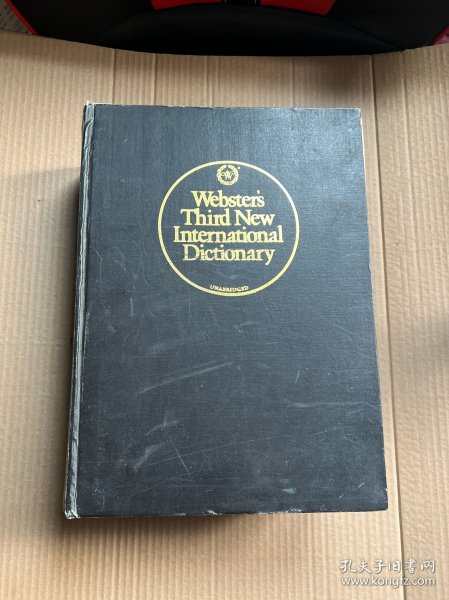 Webster's
Third New
International
Dictionary
UNABRIDGED
孔夫子旧书网
www.kongfz.com